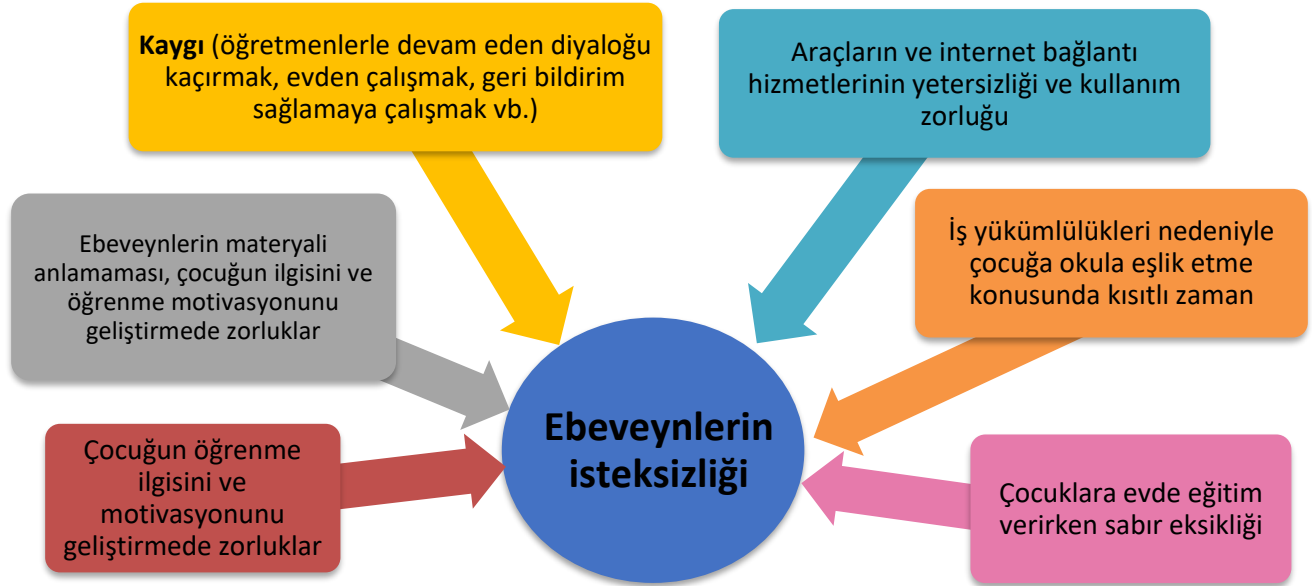 Kaygı (öğretmenlerle devam eden diyaloğu
kaçırmak, evden çalışmak, geri bildirim
sağlamaya çalışmak vb.)
Araçların ve internet bağlantı
hizmetlerinin yetersizliği ve kullanım
zorluğu
Ebeveynlerin materyali
anlamaması, çocuğun ilgisini ve
öğrenme motivasyonunu
geliştirmede zorluklar
İş yükümlülükleri nedeniyle
çocuğa okula eşlik etme
konusunda kısıtlı zaman
Ebeveynlerin
isteksizliği
Çocuğun öğrenme
ilgisini ve
motivasyonunu
geliştirmede zorluklar
Çocuklara evde eğitim
verirken sabır eksikliği